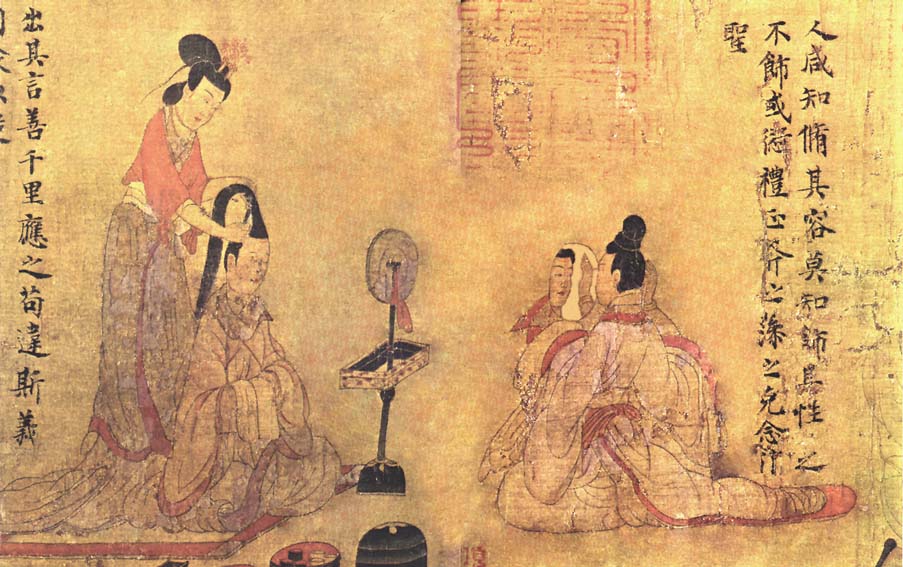 人咸知脩其容莫知飾其性之
不飾或愆禮正斧之藻之克念作
聖
出其言善千里應之苟違斯義